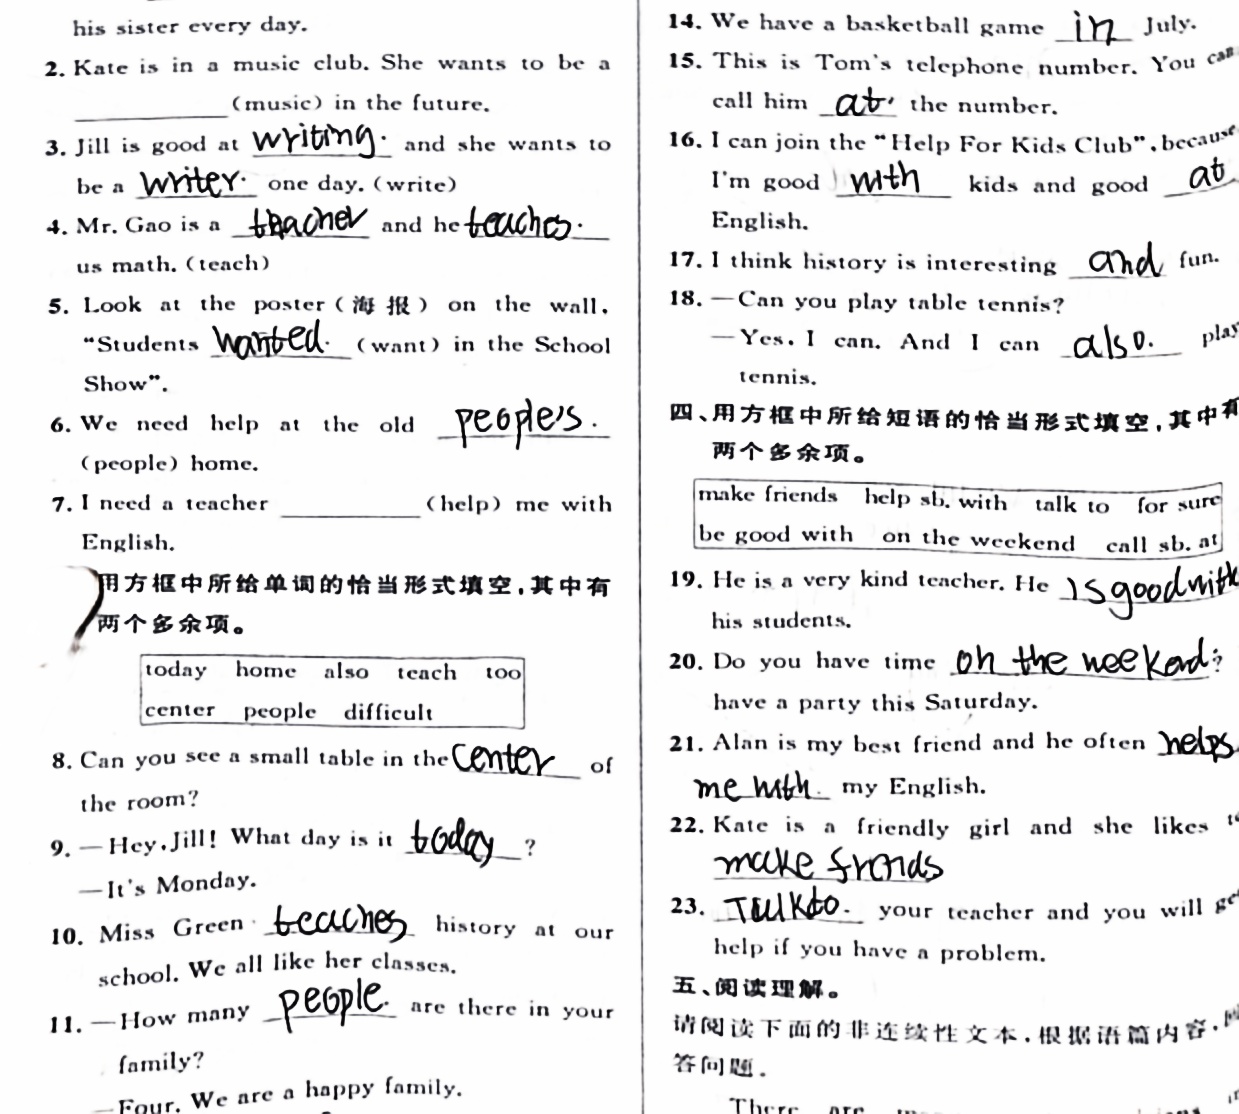 his sister every day.
2. Kate is in a music club. She wants to be a
__________ (music) in the future.
3. Jill is good at writing. and she wants to
be a writer. one day. (write)
4. Mr. Gao is a teacher and he teaches.
us math. (teach)
5. Look at the poster (海报) on the wall.
“Students wanted. (want) in the School
Show”.
6. We need help at the old people's.
(people) home.
7. I need a teacher __________ (help) me with
English.
用方框中所给单词的恰当形式填空,其中有
两个多余项。
today home also teach too
center people difficult
8. Can you see a small table in the center of
the room?
9. —Hey, Jill! What day is it today ?
—It's Monday.
10. Miss Green teaches history at our
school. We all like her classes.
11. —How many people. are there in your
family?
—Four. We are a happy family.
14. We have a basketball game in July.
15. This is Tom's telephone number. You can
call him at. the number.
16. I can join the “Help For Kids Club”, because
I'm good with kids and good at
English.
17. I think history is interesting and fun.
18. —Can you play table tennis?
—Yes, I can. And I can also. play
tennis.
四、用方框中所给短语的恰当形式填空,其中有
两个多余项。
make friends help sb. with talk to for sure
be good with on the weekend call sb. at
19. He is a very kind teacher. He is good with
his students.
20. Do you have time on the weekend. ?
have a party this Saturday.
21. Alan is my best friend and he often helps
me with. my English.
22. Kate is a friendly girl and she likes
make friends
23. Talk to. your teacher and you will
help if you have a problem.
五、阅读理解。
请阅读下面的非连续性文本,根据语篇内容,
答问题。
There are